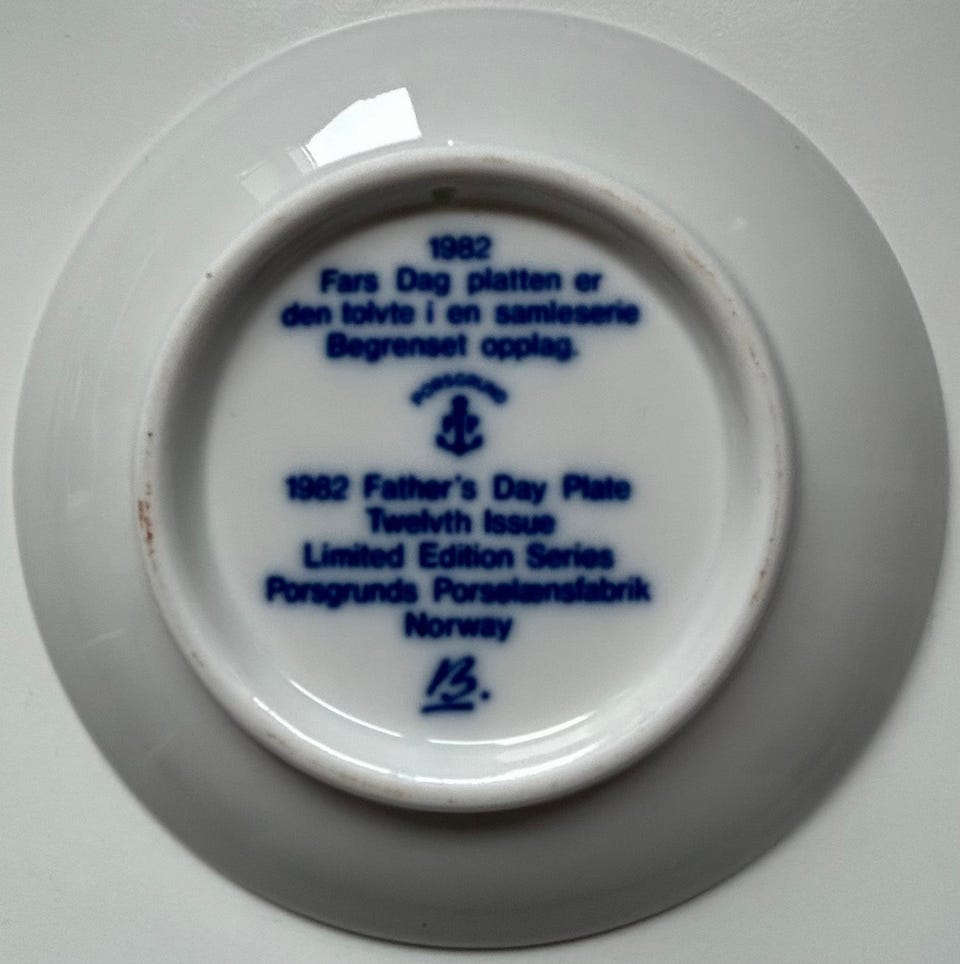 1982
Fars Dag platten er
den tolvte i en samleserie
Begrenset opplag.
PORSGRUND
1982 Father's Day Plate
Twelvth Issue
Limited Edition Series
Porsgrunds Porselænsfabrik
Norway
B.